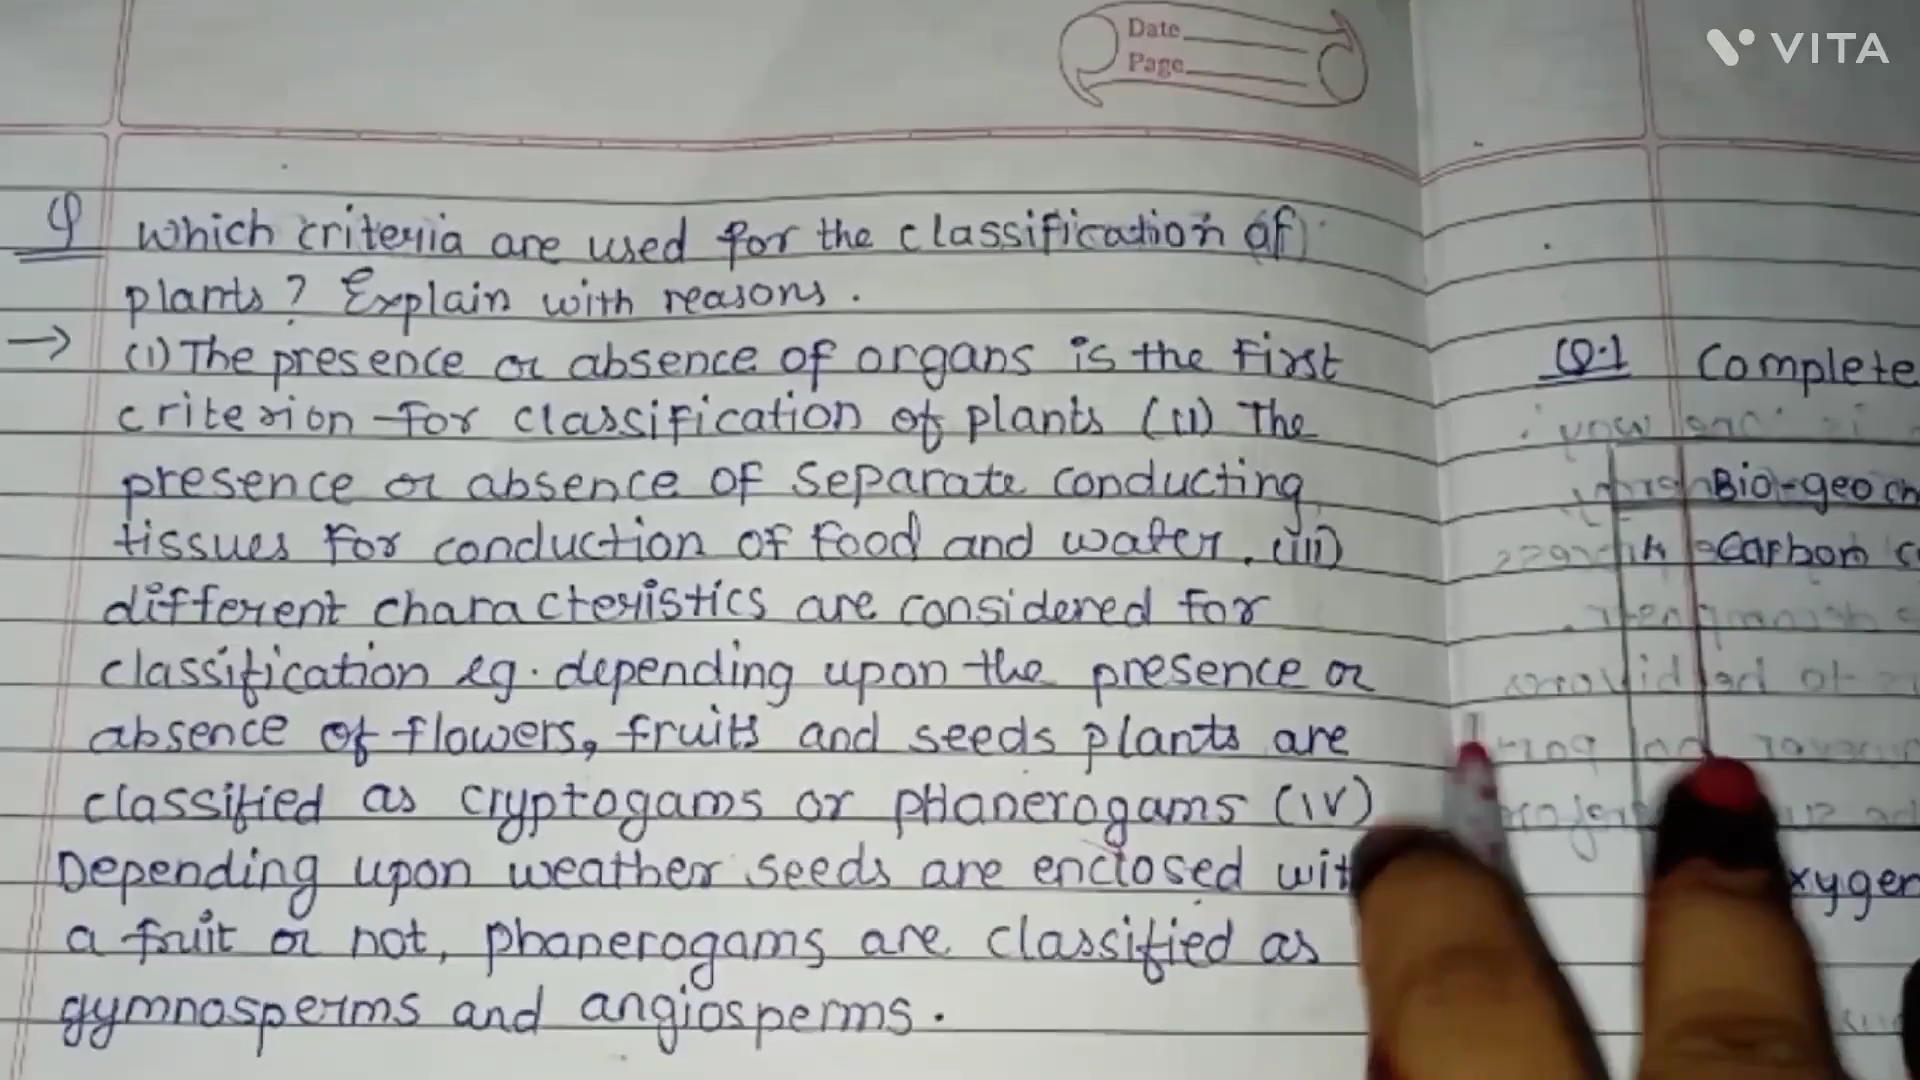 Date
Page
VITA
Q which criteria are used for the classification of
plants? Explain with reasons.
→ (i) The presence or absence of organs is the first
criterion for classification of plants (ii) The
presence or absence of separate conducting
tissues for conduction of food and water. (iii)
different characteristics are considered for
classification eg. depending upon the presence or
absence of flowers, fruits and seeds plants are
classified as cryptogams or pHanerogams (iv)
Depending upon weather seeds are enclosed wit
a fruit or not, phanerogams are classified as
gymnosperms and angiosperms.
Q.1 Complete
Bio-geo ch
Carbon
xygen